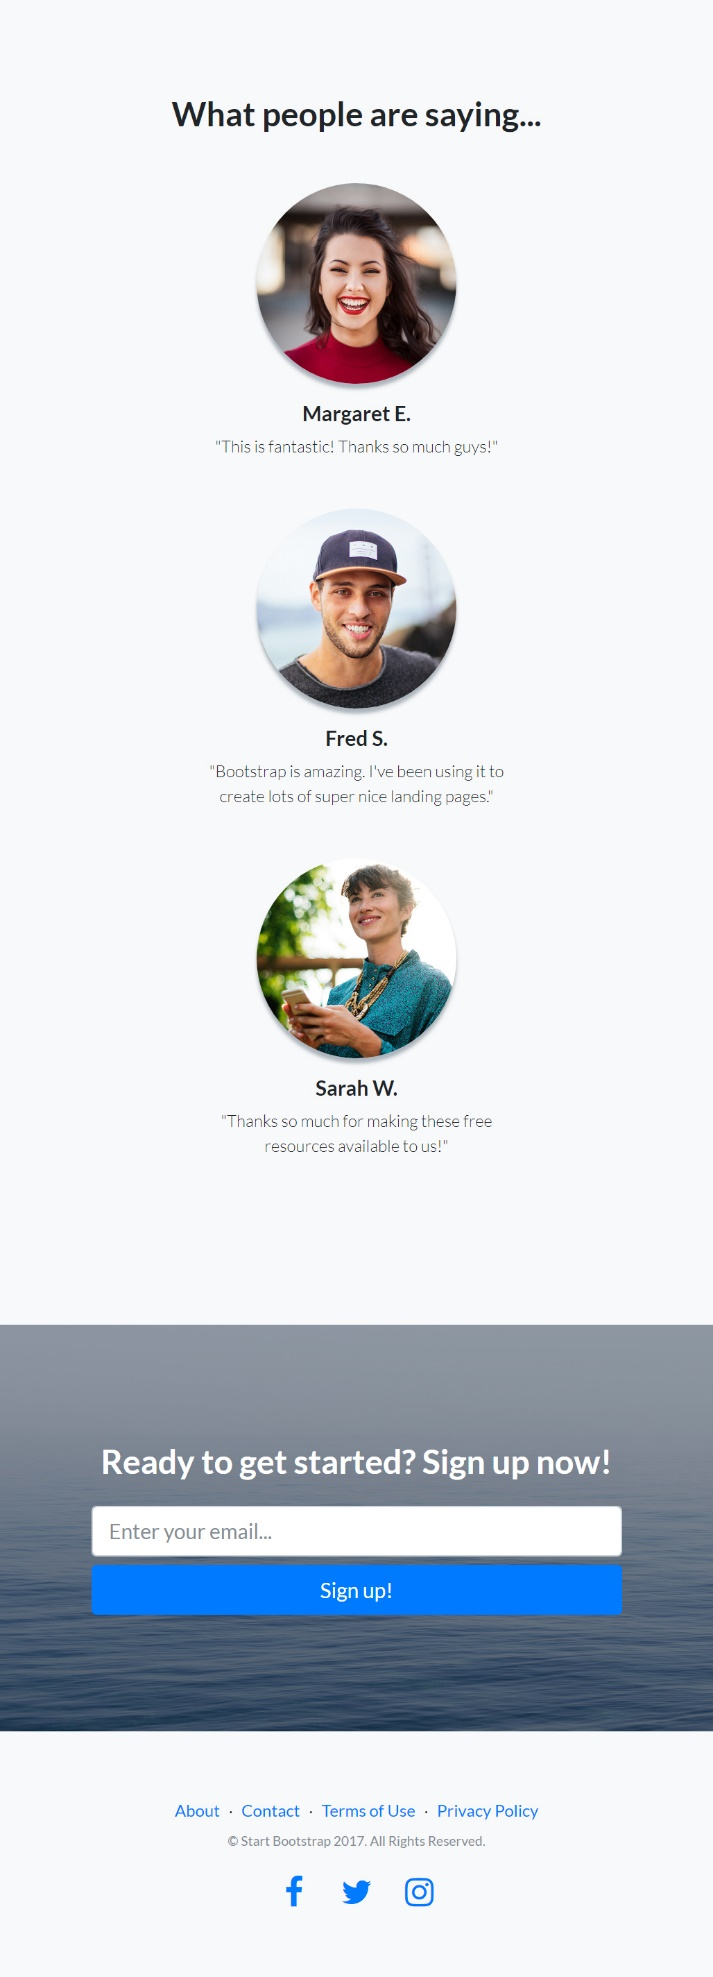 What people are saying...
Margaret E.
"This is fantastic! Thanks so much guys!"
Fred S.
"Bootstrap is amazing. I've been using it to
create lots of super nice landing pages."
Sarah W.
"Thanks so much for making these free
resources available to us!"
Ready to get started? Sign up now!
Enter your email...
Sign up!
About · Contact · Terms of Use · Privacy Policy
© Start Bootstrap 2017. All Rights Reserved.